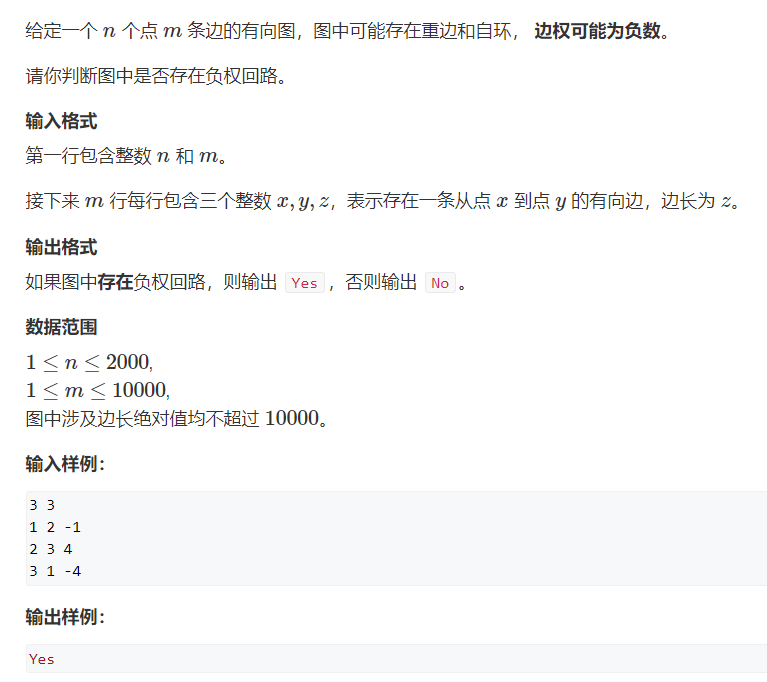 给定一个 n 个点 m 条边的有向图，图中可能存在重边和自环， 边权可能为负数。
请你判断图中是否存在负权回路。
输入格式
第一行包含整数 n 和 m。
接下来 m 行每行包含三个整数 x, y, z，表示存在一条从点 x 到点 y 的有向边，边长为 z。
输出格式
如果图中存在负权回路，则输出 Yes ，否则输出 No 。
数据范围
1 ≤ n ≤ 2000,
1 ≤ m ≤ 10000,
图中涉及边长绝对值均不超过 10000。
输入样例：
3 3
1 2 -1
2 3 4
3 1 -4
输出样例：
Yes